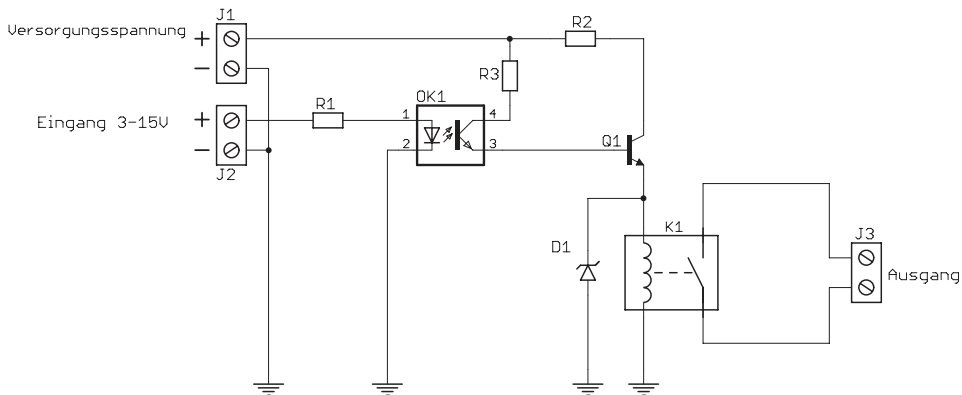 J1
Versorgungsspannung
+
−
R2
R3
OK1
R1
1
4
Eingang 3-15V
+
−
2
3
J2
Q1
K1
D1
J3
Ausgang